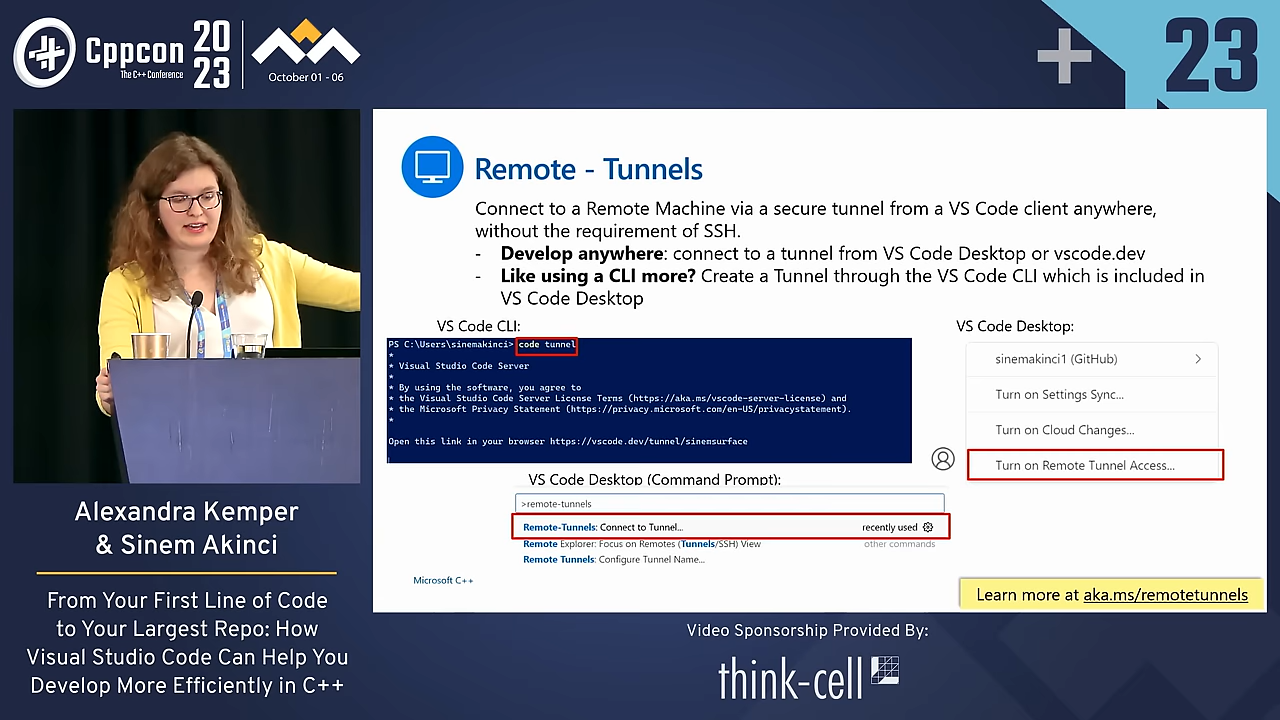 Cppcon
The C++ Conference
20
23
October 01 - 06
23
Remote - Tunnels
Connect to a Remote Machine via a secure tunnel from a VS Code client anywhere,
without the requirement of SSH.
- Develop anywhere: connect to a tunnel from VS Code Desktop or vscode.dev
- Like using a CLI more? Create a Tunnel through the VS Code CLI which is included in
VS Code Desktop
VS Code CLI:
PS C:\Users\sinemakinci> code tunnel
*
* Visual Studio Code Server
*
* By using the software, you agree to
* the Visual Studio Code Server License Terms (https://aka.ms/vscode-server-license) and
* the Microsoft Privacy Statement (https://privacy.microsoft.com/en-US/privacystatement).
*
Open this link in your browser https://vscode.dev/tunnel/sinemsurface
VS Code Desktop:
sinemakinci1 (GitHub)
Turn on Settings Sync...
Turn on Cloud Changes...
Turn on Remote Tunnel Access...
VS Code Desktop (Command Prompt):
>remote-tunnels
Remote-Tunnels: Connect to Tunnel... recently used
Remote Explorer: Focus on Remotes (Tunnels/SSH) View other commands
Remote Tunnels: Configure Tunnel Name...
Microsoft C++
Learn more at aka.ms/remotetunnels
Alexandra Kemper
& Sinem Akinci
From Your First Line of Code
to Your Largest Repo: How
Visual Studio Code Can Help You
Develop More Efficiently in C++
Video Sponsorship Provided By:
think-cell